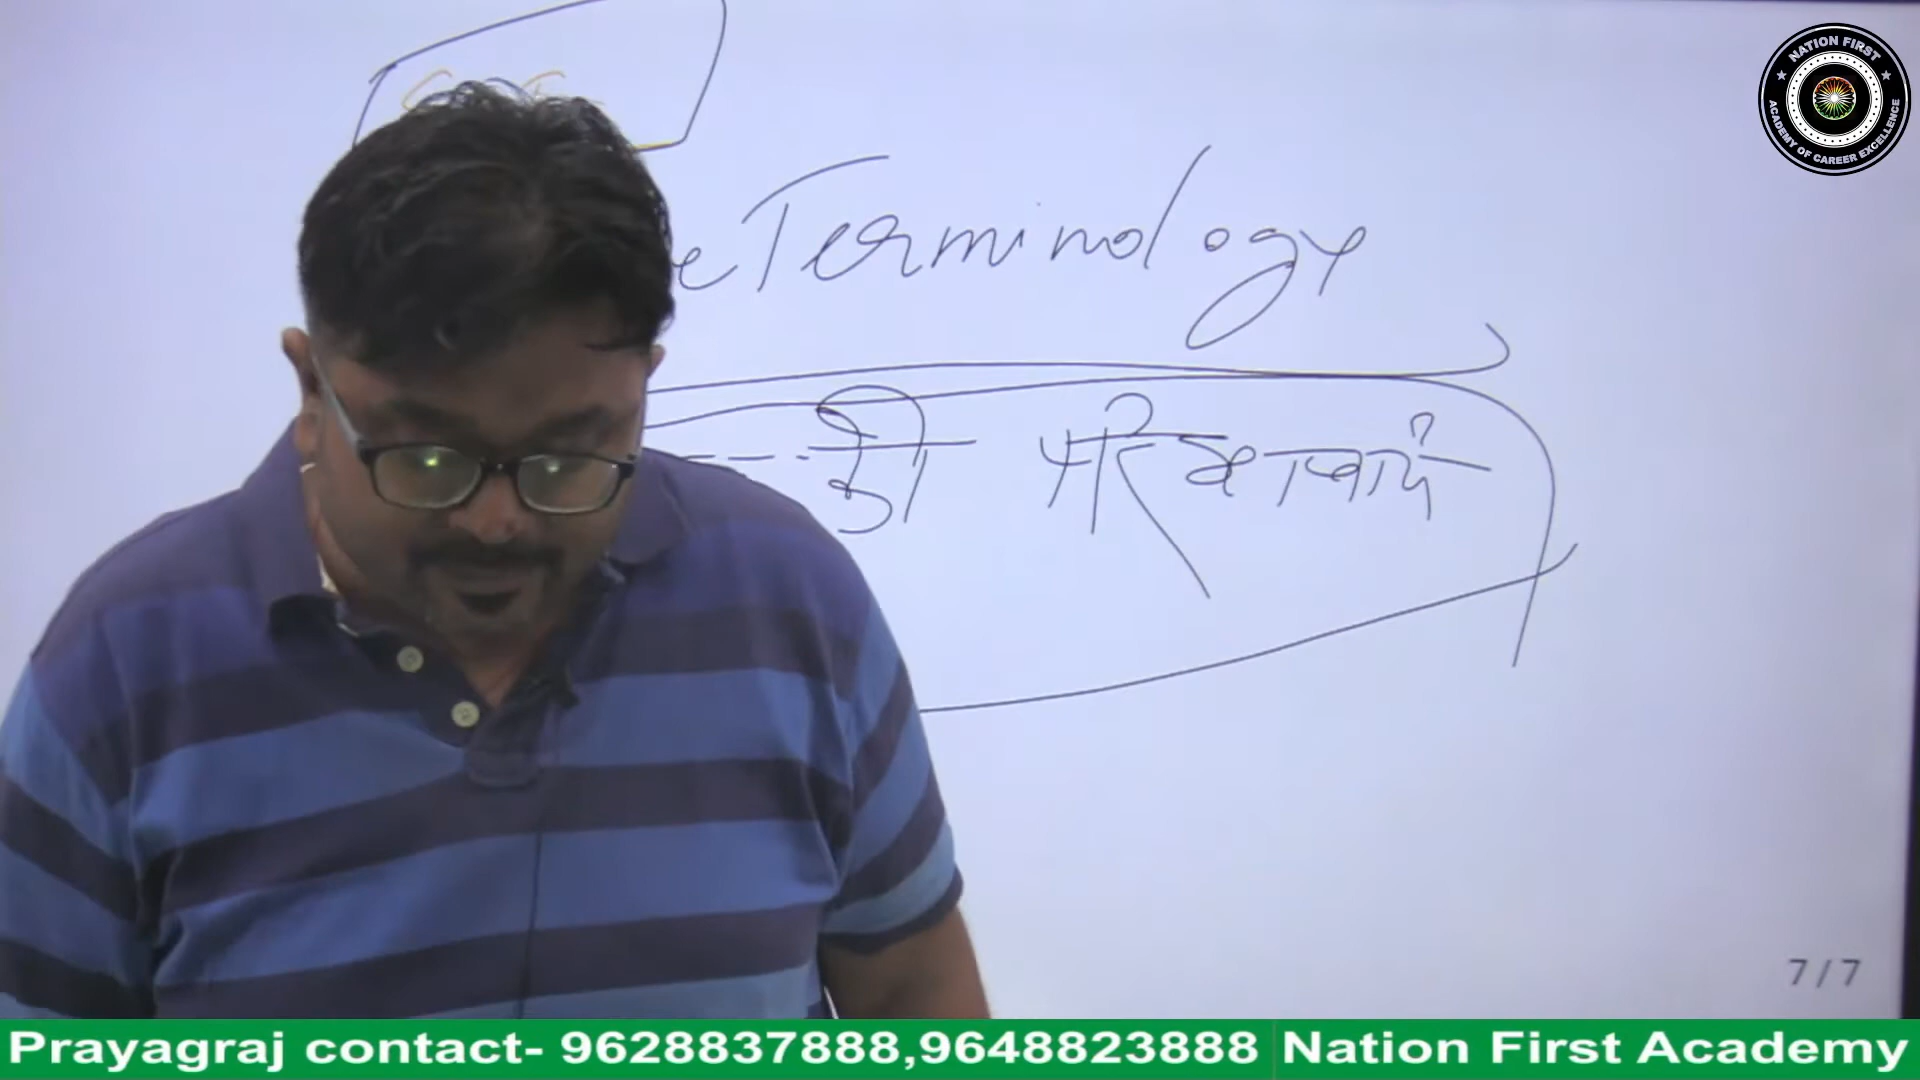 Terminology
की परिभाषायें
NATION FIRST
ACADEMY OF CAREER EXCELLENCE
7/7
Prayagraj contact- 9628837888,9648823888 Nation First Academy